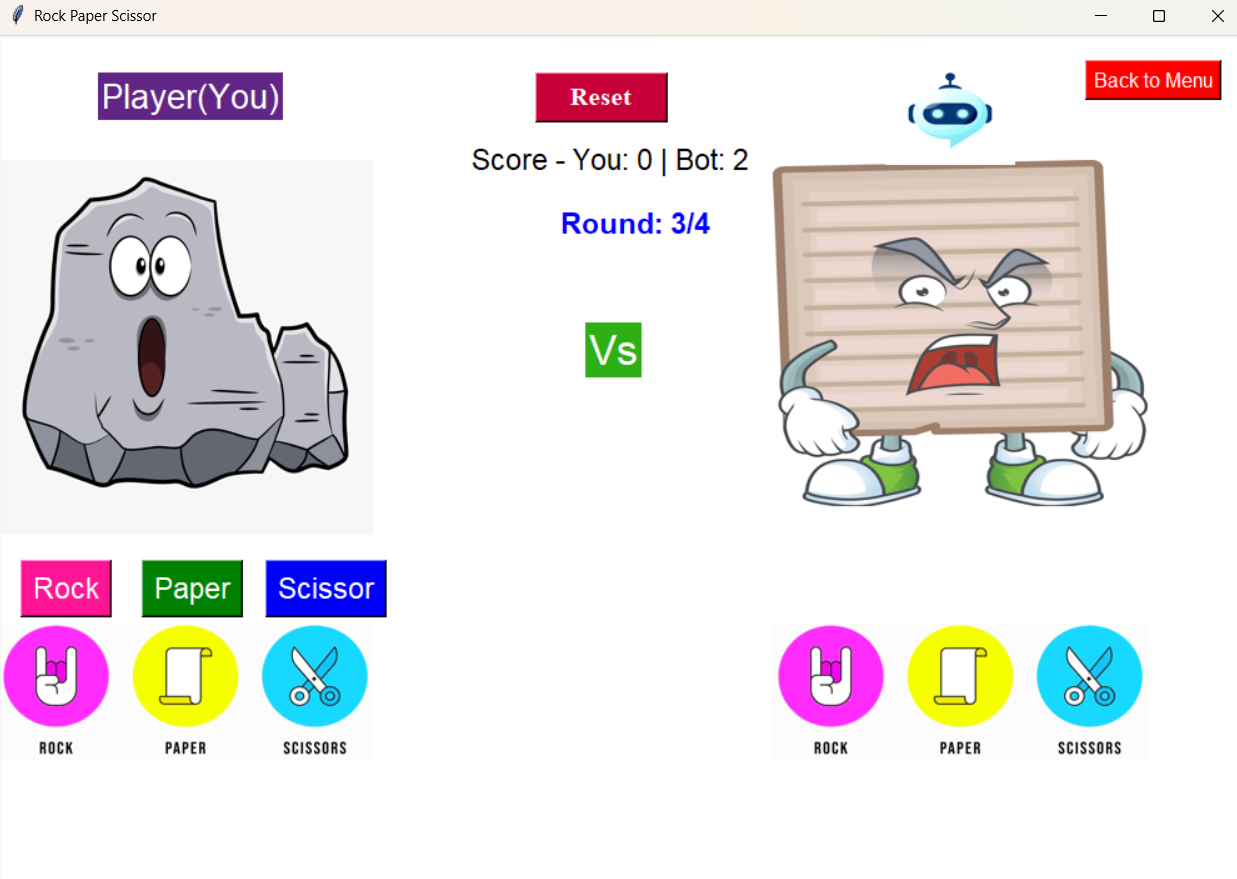 Rock Paper Scissor
Player(You)
Reset
Back to Menu
Score - You: 0 | Bot: 2
Round: 3/4
Vs
Rock
Paper
Scissor
ROCK
PAPER
SCISSORS
ROCK
PAPER
SCISSORS